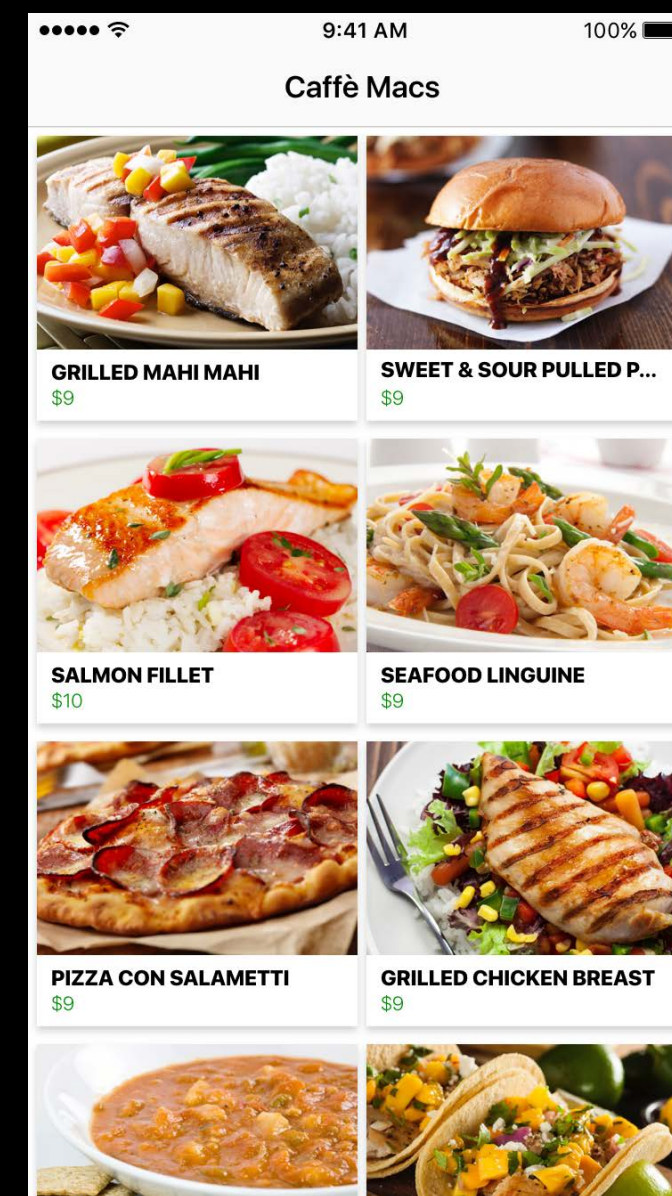 9:41 AM
100%
Caffè Macs
GRILLED MAHI MAHI
$9
SWEET & SOUR PULLED P...
$9
SALMON FILLET
$10
SEAFOOD LINGUINE
$9
PIZZA CON SALAMETTI
$9
GRILLED CHICKEN BREAST
$9